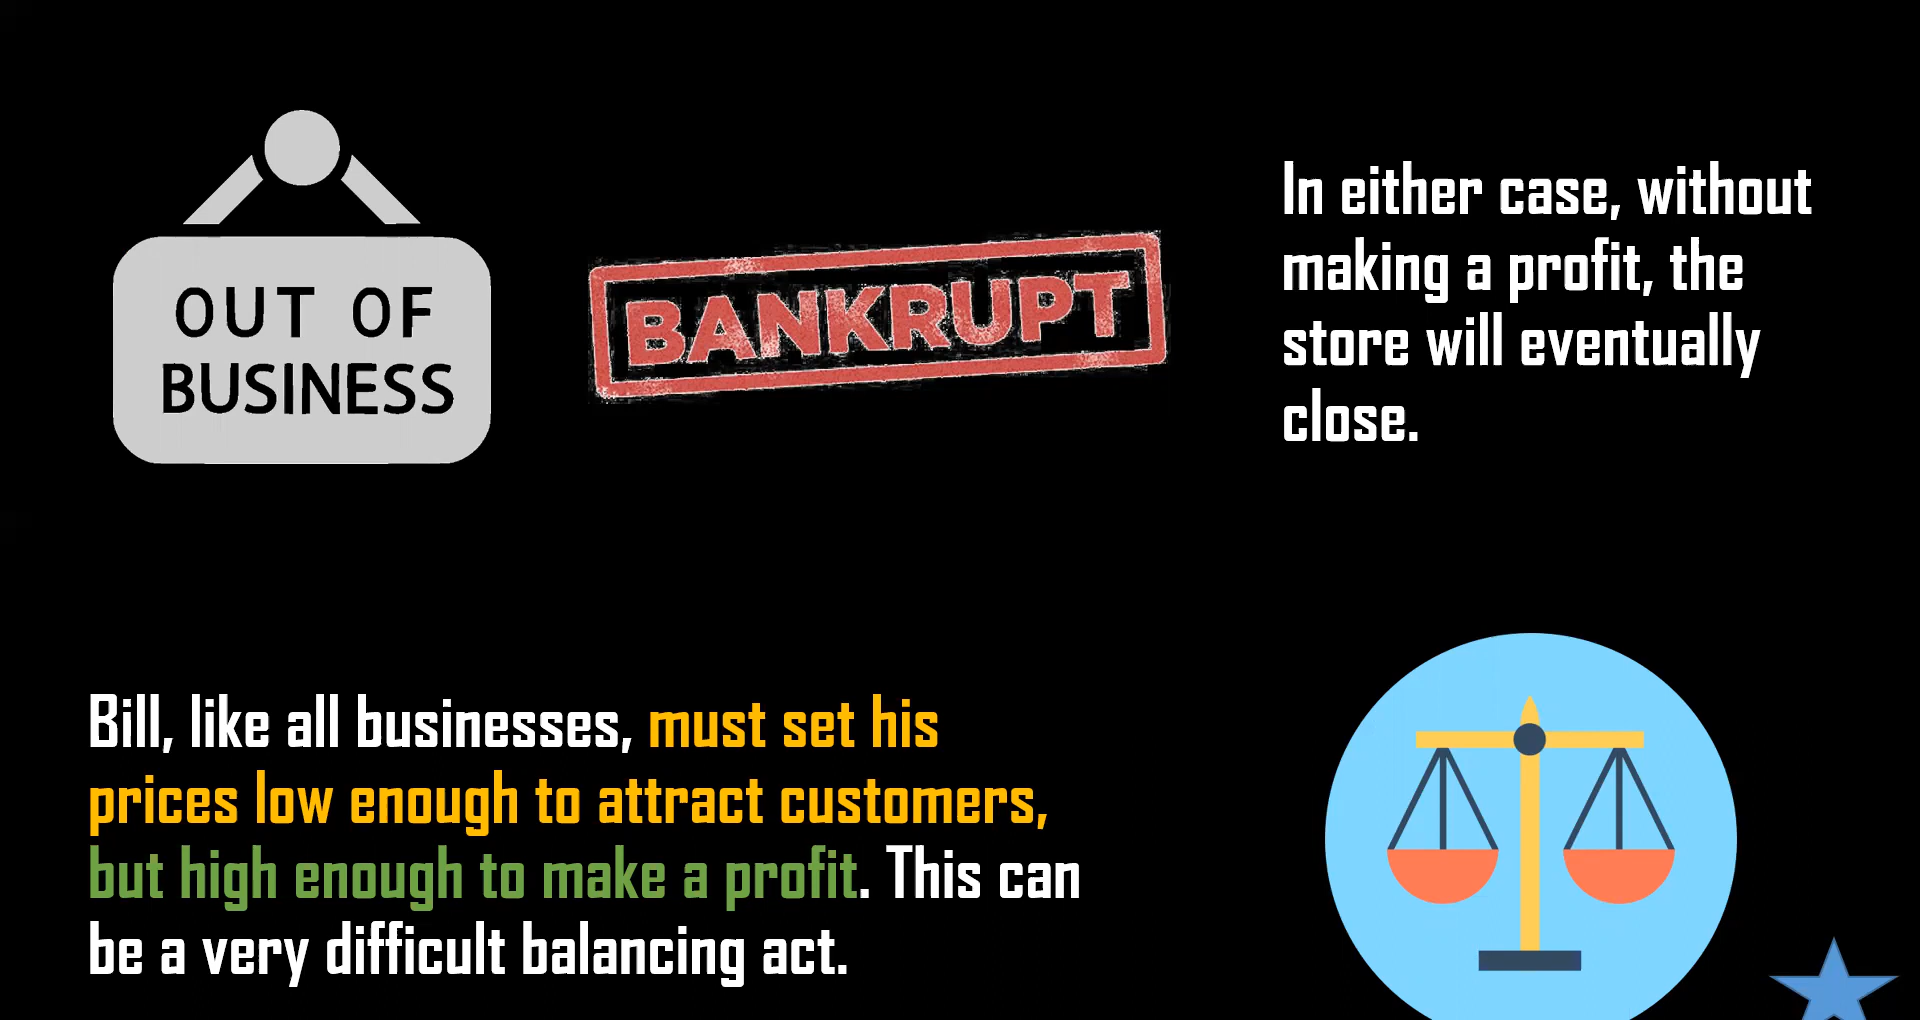 OUT OF
BUSINESS
BANKRUPT
In either case, without
making a profit, the
store will eventually
close.
Bill, like all businesses, must set his
prices low enough to attract customers,
but high enough to make a profit. This can
be a very difficult balancing act.